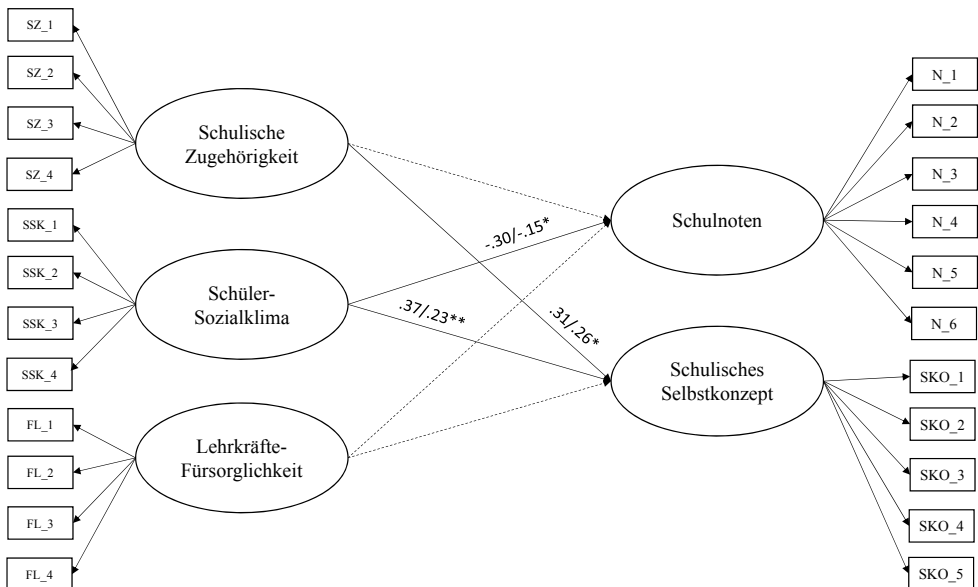 SZ_1
SZ_2
SZ_3
SZ_4
SSK_1
SSK_2
SSK_3
SSK_4
FL_1
FL_2
FL_3
FL_4
Schulische
Zugehörigkeit
Schüler-
Sozialklima
Lehrkräfte-
Fürsorglichkeit
-.30/-.15*
.37/.23**
.31/.26*
Schulnoten
Schulisches
Selbstkonzept
N_1
N_2
N_3
N_4
N_5
N_6
SKO_1
SKO_2
SKO_3
SKO_4
SKO_5